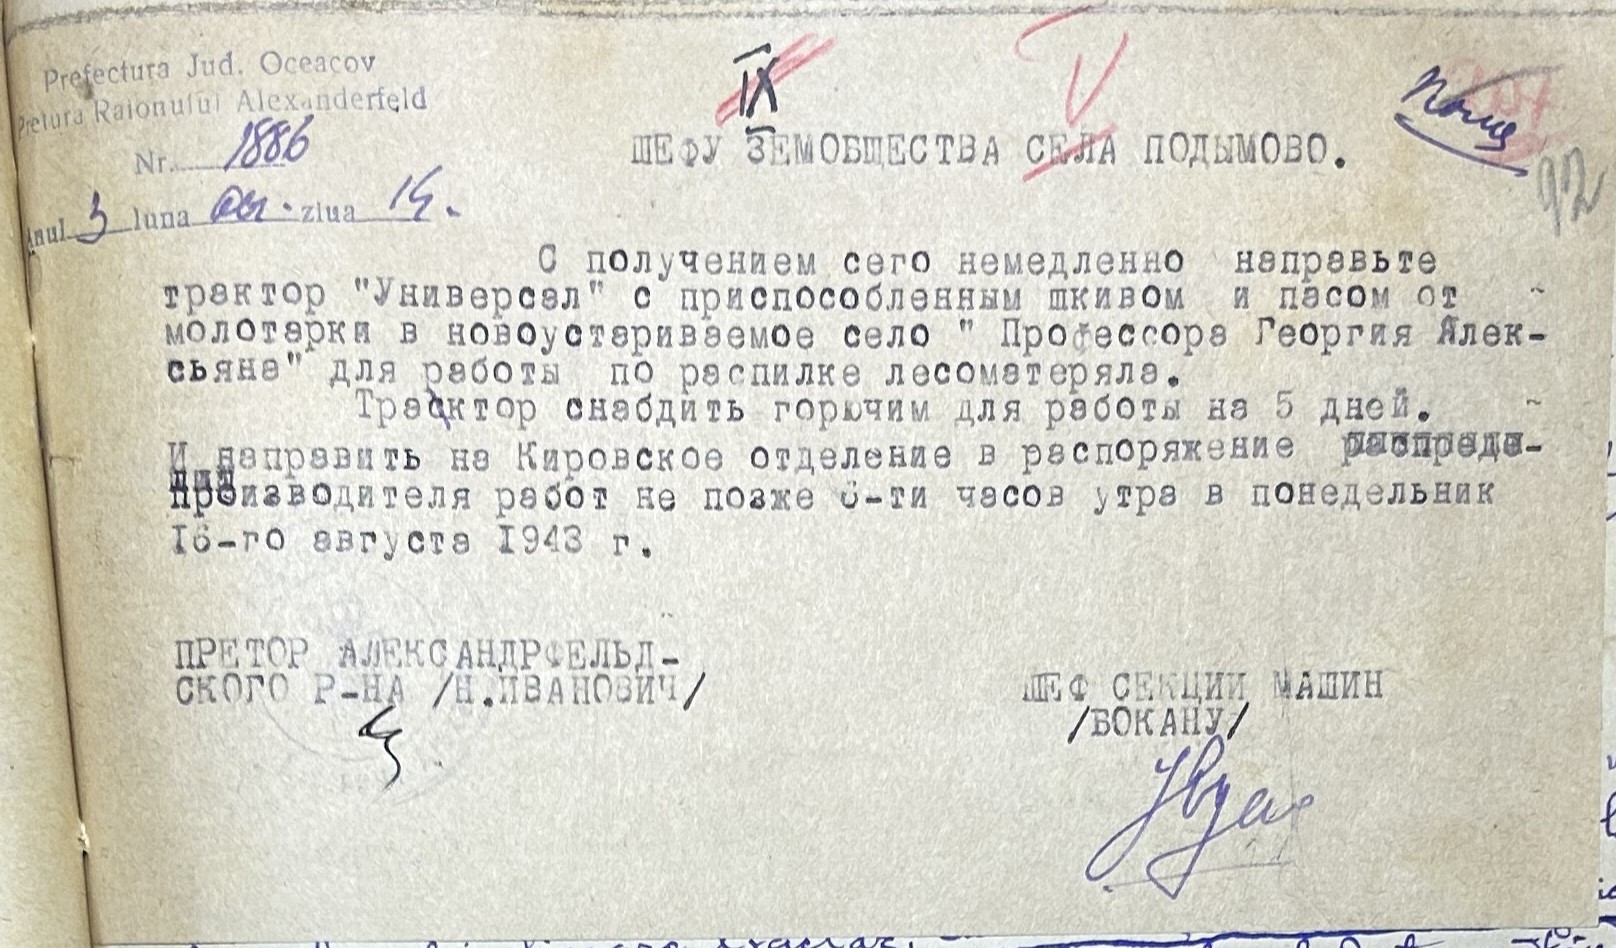 Prefectura Jud. Oceacov
Pretura Raionului Alexanderfeld
Nr. 1886
Anul 3 luna ziua 14.
IX
V
ШЕФУ ЗЕМОБЩЕСТВА СЕЛА ПОДЫМОВО.
92
С получением сего немедленно направьте
трактор "Универсал" с приспособленным шкивом и пасом от
молотарки в новоустариваемое село " Профессора Георгия Алек-
сьяна" для работы по распилке лесоматеряла.
Трактор снабдить горючим для работы на 5 дней.
И направить на Кировское отделение в распоряжение распреде-
производителя работ не позже 6-ти часов утра в понедельник
16-го августа 1943 г.
ПРЕТОР АЛЕКСАНДРФЕЛЬД-
СКОГО Р-НА /Н.ИВАНОВИЧ/
ШЕФ СЕКЦИИ МАШИН
/БОКАНУ/